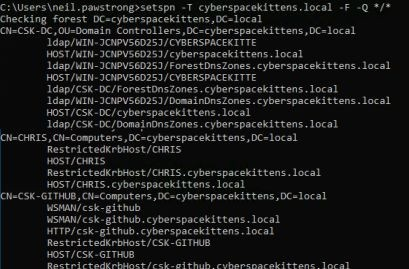 C:\Users\neil.pawstrong>setspn -T cyberspacekittens.local -F -Q */*
Checking forest DC=cyberspacekittens,DC=local
CN=CSK-DC,OU=Domain Controllers,DC=cyberspacekittens,DC=local
ldap/WIN-JCNPV56D25J/CYBERSPACEKITTE
HOST/WIN-JCNPV56D25J/CYBERSPACEKITTE
ldap/WIN-JCNPV56D25J/ForestDnsZones.cyberspacekittens.local
HOST/WIN-JCNPV56D25J/cyberspacekittens.local
ldap/CSK-DC/ForestDnsZones.cyberspacekittens.local
ldap/WIN-JCNPV56D25J/DomainDnsZones.cyberspacekittens.local
HOST/CSK-DC/cyberspacekittens.local
ldap/CSK-DC/DomainDnsZones.cyberspacekittens.local
CN=CHRIS,CN=Computers,DC=cyberspacekittens,DC=local
RestrictedKrbHost/CHRIS
HOST/CHRIS
RestrictedKrbHost/CHRIS.cyberspacekittens.local
HOST/CHRIS.cyberspacekittens.local
CN=CSK-GITHUB,CN=Computers,DC=cyberspacekittens,DC=local
WSMAN/csk-github
WSMAN/csk-github.cyberspacekittens.local
HTTP/csk-github.cyberspacekittens.local
RestrictedKrbHost/CSK-GITHUB
HOST/CSK-GITHUB
RestrictedKrbHost/CSK-GITHUB.cyberspacekittens.local